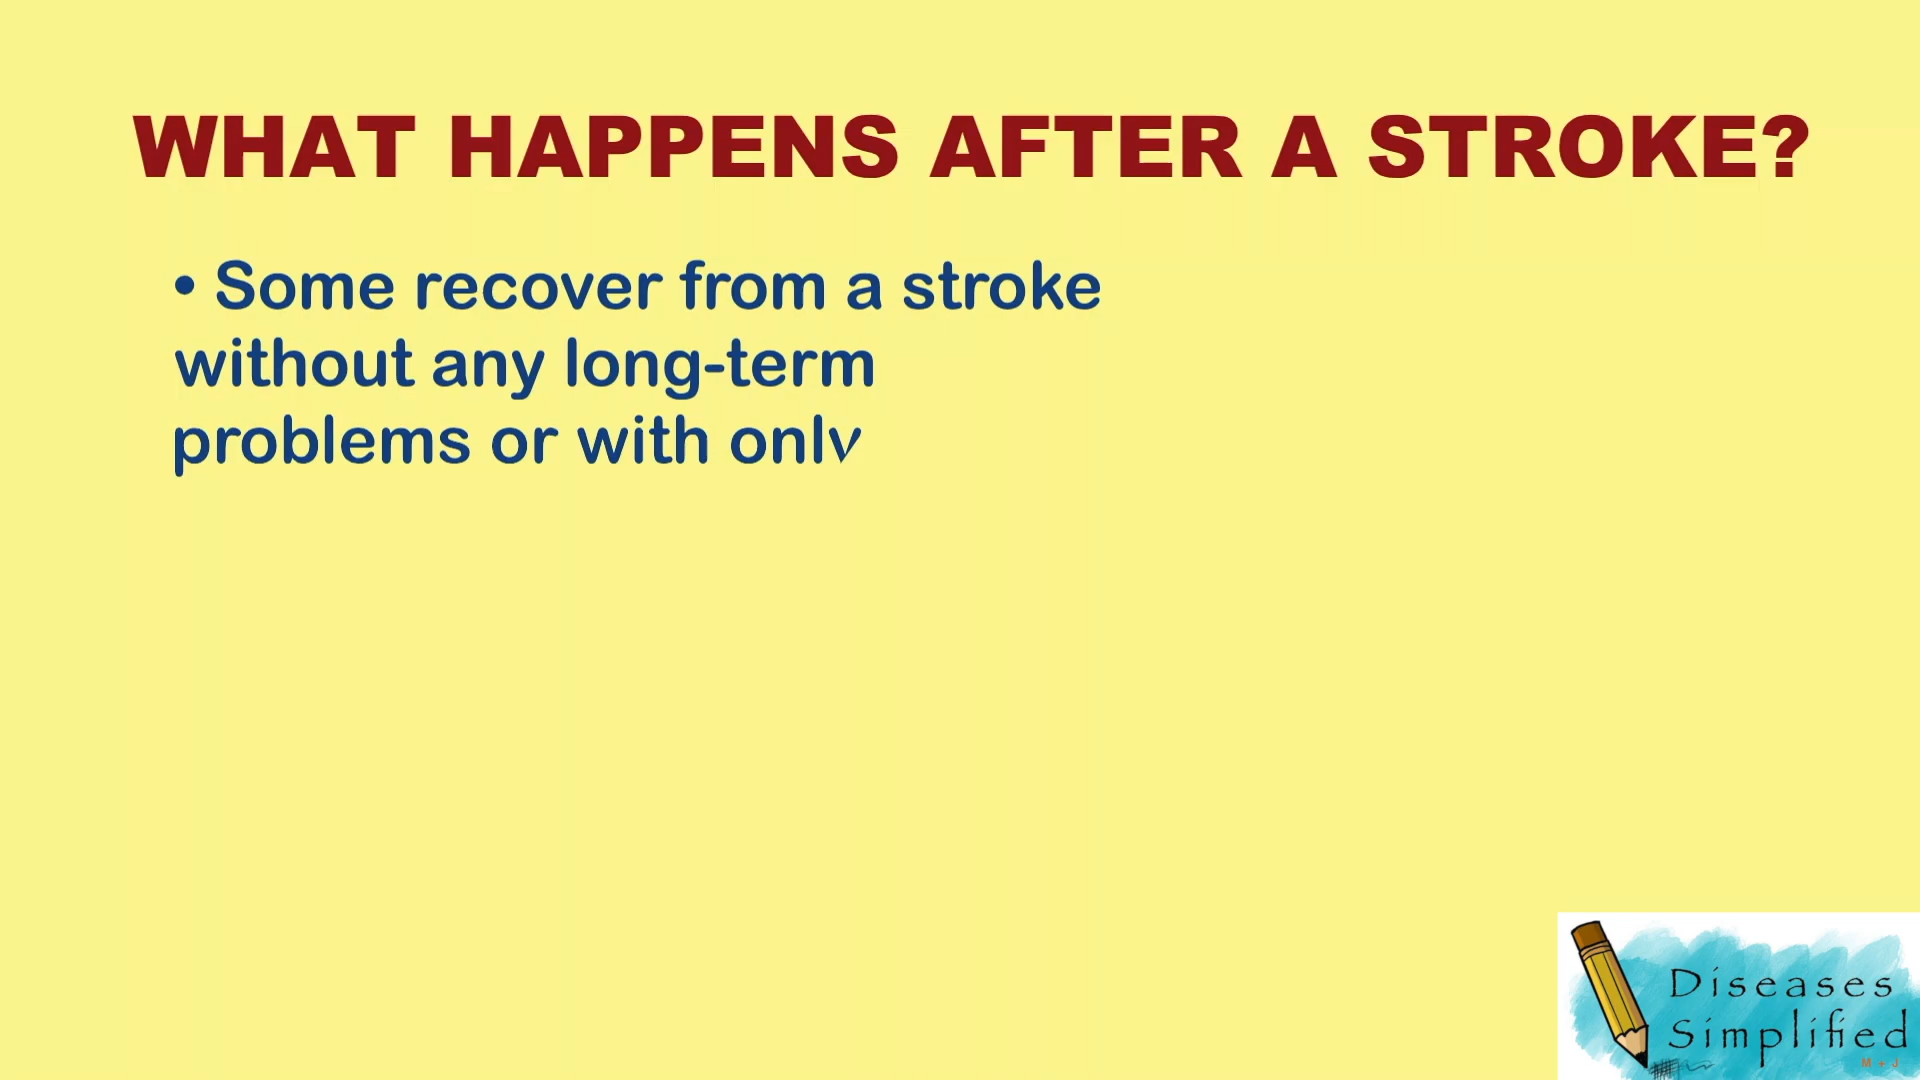 WHAT HAPPENS AFTER A STROKE?
• Some recover from a stroke
without any long-term
problems or with only
Diseases
Simplified
M + J